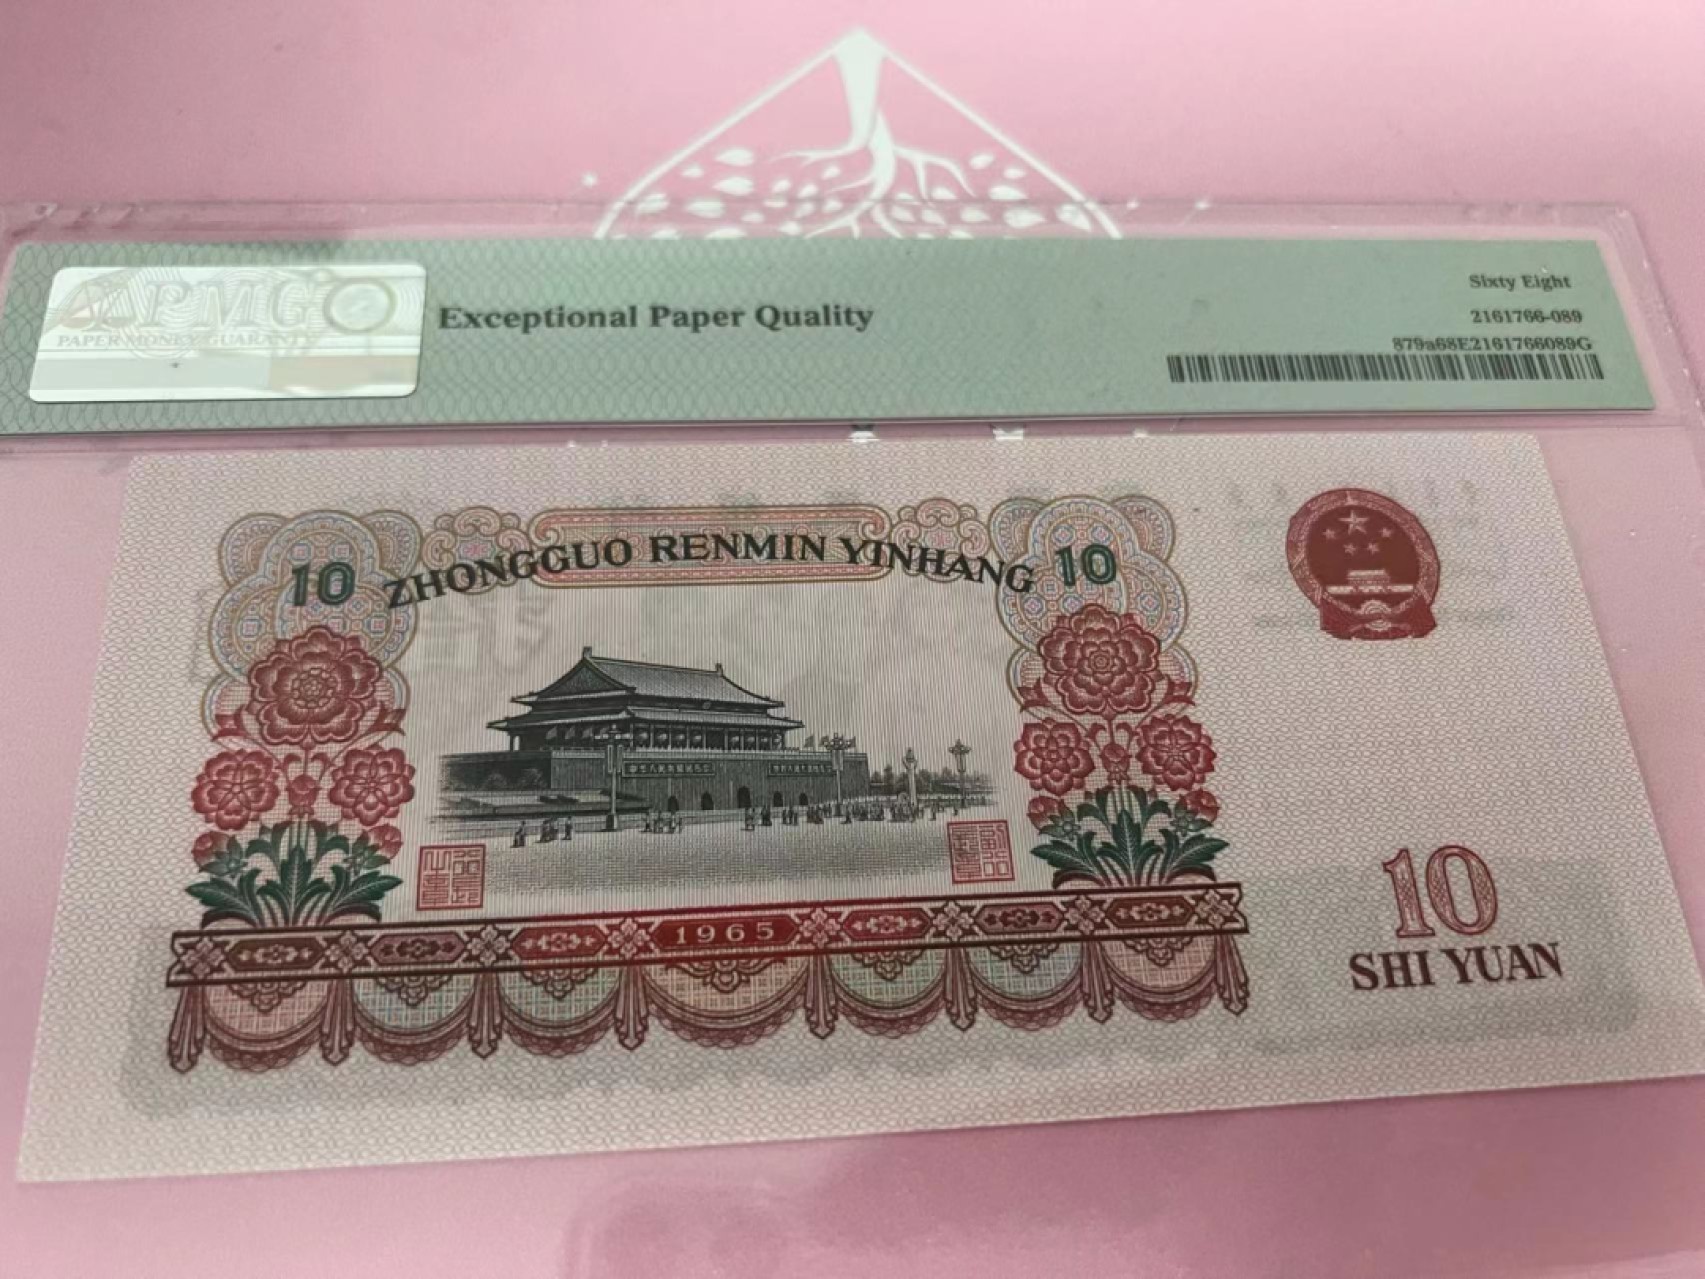 PMG
PAPER MONEY GUARANTY
Exceptional Paper Quality
Sixty Eight
2161766-089
879a68E2161766089G
10 ZHONGGUO RENMIN YINHANG 10
1965
10
SHI YUAN